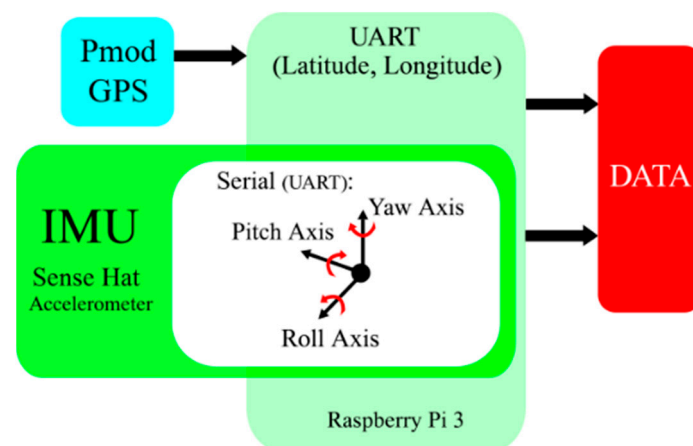 Pmod
GPS
UART
(Latitude, Longitude)
DATA
IMU
Sense Hat
Accelerometer
Serial (UART):
Yaw Axis
Pitch Axis
Roll Axis
Raspberry Pi 3